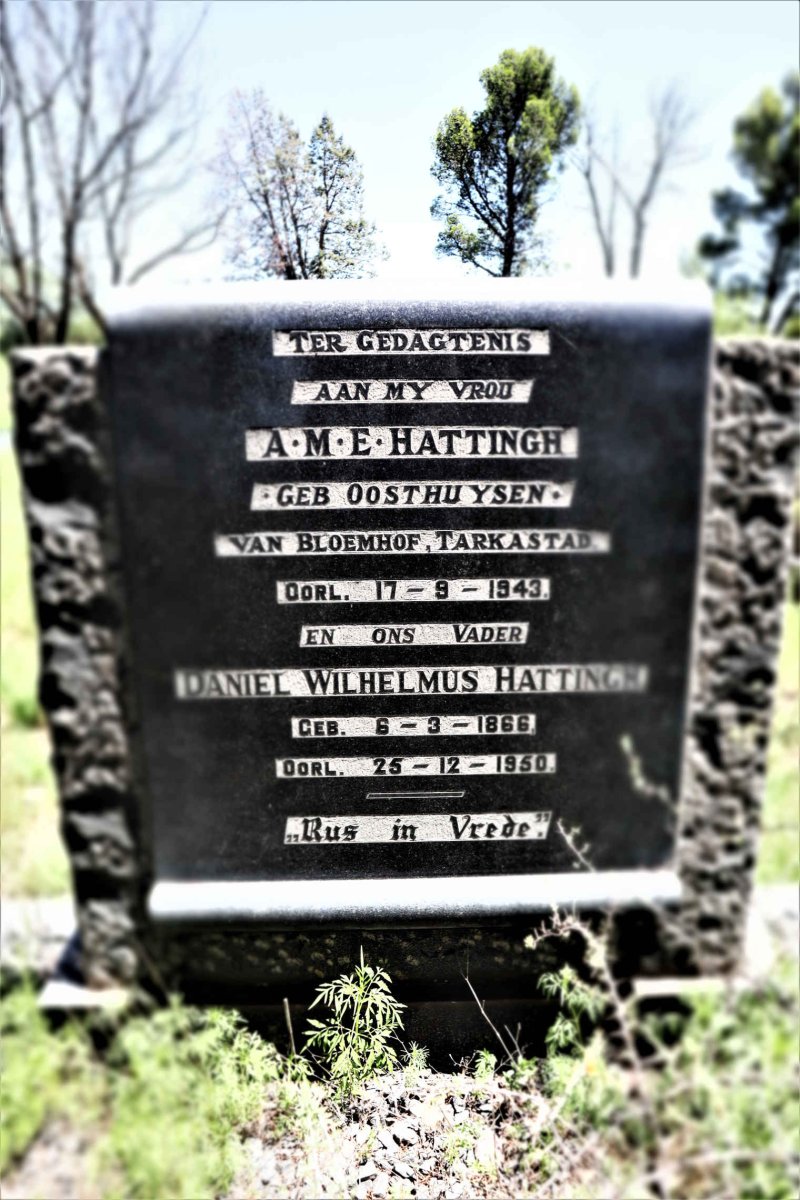 TER GEDAGTENIS
AAN MY VROU
A·M·E·HATTINGH
·GEB OOSTHUYSEN·
VAN BLOEMHOF, TARKASTAD.
OORL. 17-9-1943.
EN ONS VADER
DANIEL WILHELMUS HATTINGH
GEB. 6-3-1866.
OORL. 25-12-1950.
„Rus in Vrede."